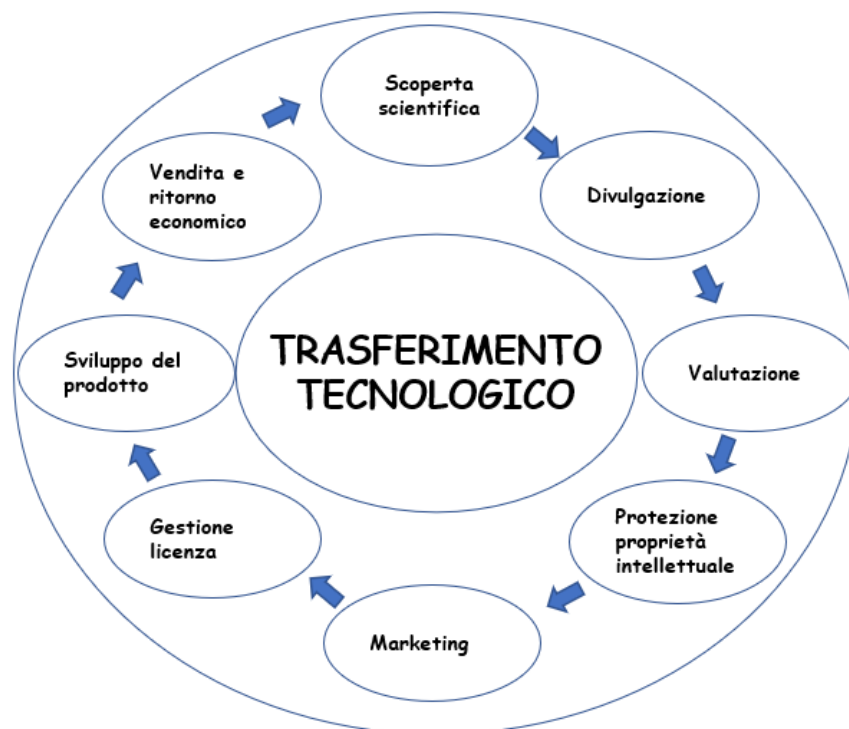 Scoperta
scientifica
Divulgazione
Valutazione
Protezione
proprietà
intellettuale
Marketing
Gestione
licenza
Sviluppo del
prodotto
Vendita e
ritorno
economico
TRASFERIMENTO
TECNOLOGICO